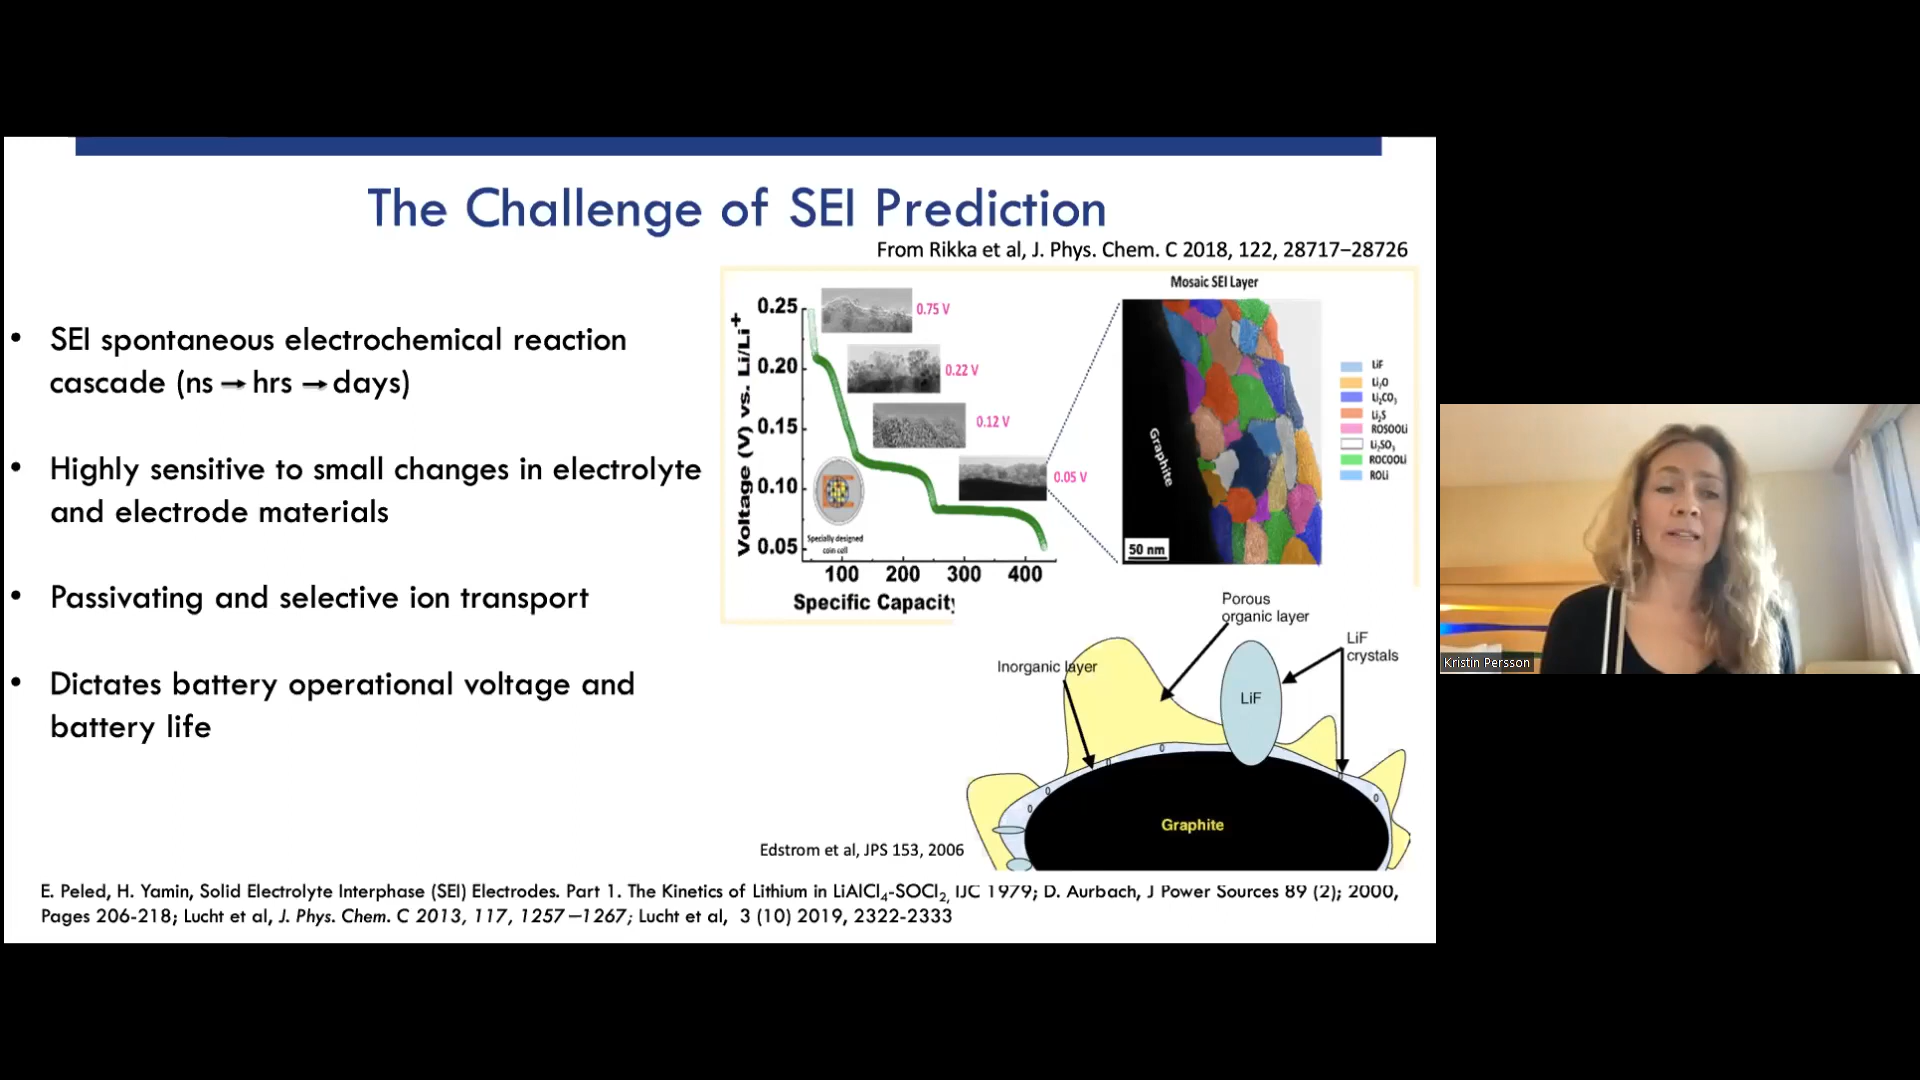 The Challenge of SEI Prediction
From Rikka et al, J. Phys. Chem. C 2018, 122, 28717–28726
• SEI spontaneous electrochemical reaction
cascade (ns → hrs → days)
• Highly sensitive to small changes in electrolyte
and electrode materials
• Passivating and selective ion transport
• Dictates battery operational voltage and
battery life
Voltage (V) vs. Li/Li+
0.25
0.20
0.15
0.10
0.05
0.75 V
0.22 V
0.12 V
0.05 V
Specially designed
coin cell
100 200 300 400
Specific Capacity
Mosaic SEI Layer
Graphite
50 nm
LiF
Li₂O
Li₂CO₃
Li₂S
ROSOOLi
Li₂SO₃
ROCOOLi
ROLi
Porous
organic layer
Inorganic layer
LiF
crystals
LiF
Graphite
Edstrom et al, JPS 153, 2006
E. Peled, H. Yamin, Solid Electrolyte Interphase (SEI) Electrodes. Part 1. The Kinetics of Lithium in LiAlCl₄-SOCl₂, IJC 1979; D. Aurbach, J Power Sources 89 (2); 2000,
Pages 206-218; Lucht et al, J. Phys. Chem. C 2013, 117, 1257−1267; Lucht et al, 3 (10) 2019, 2322-2333
Kristin Persson